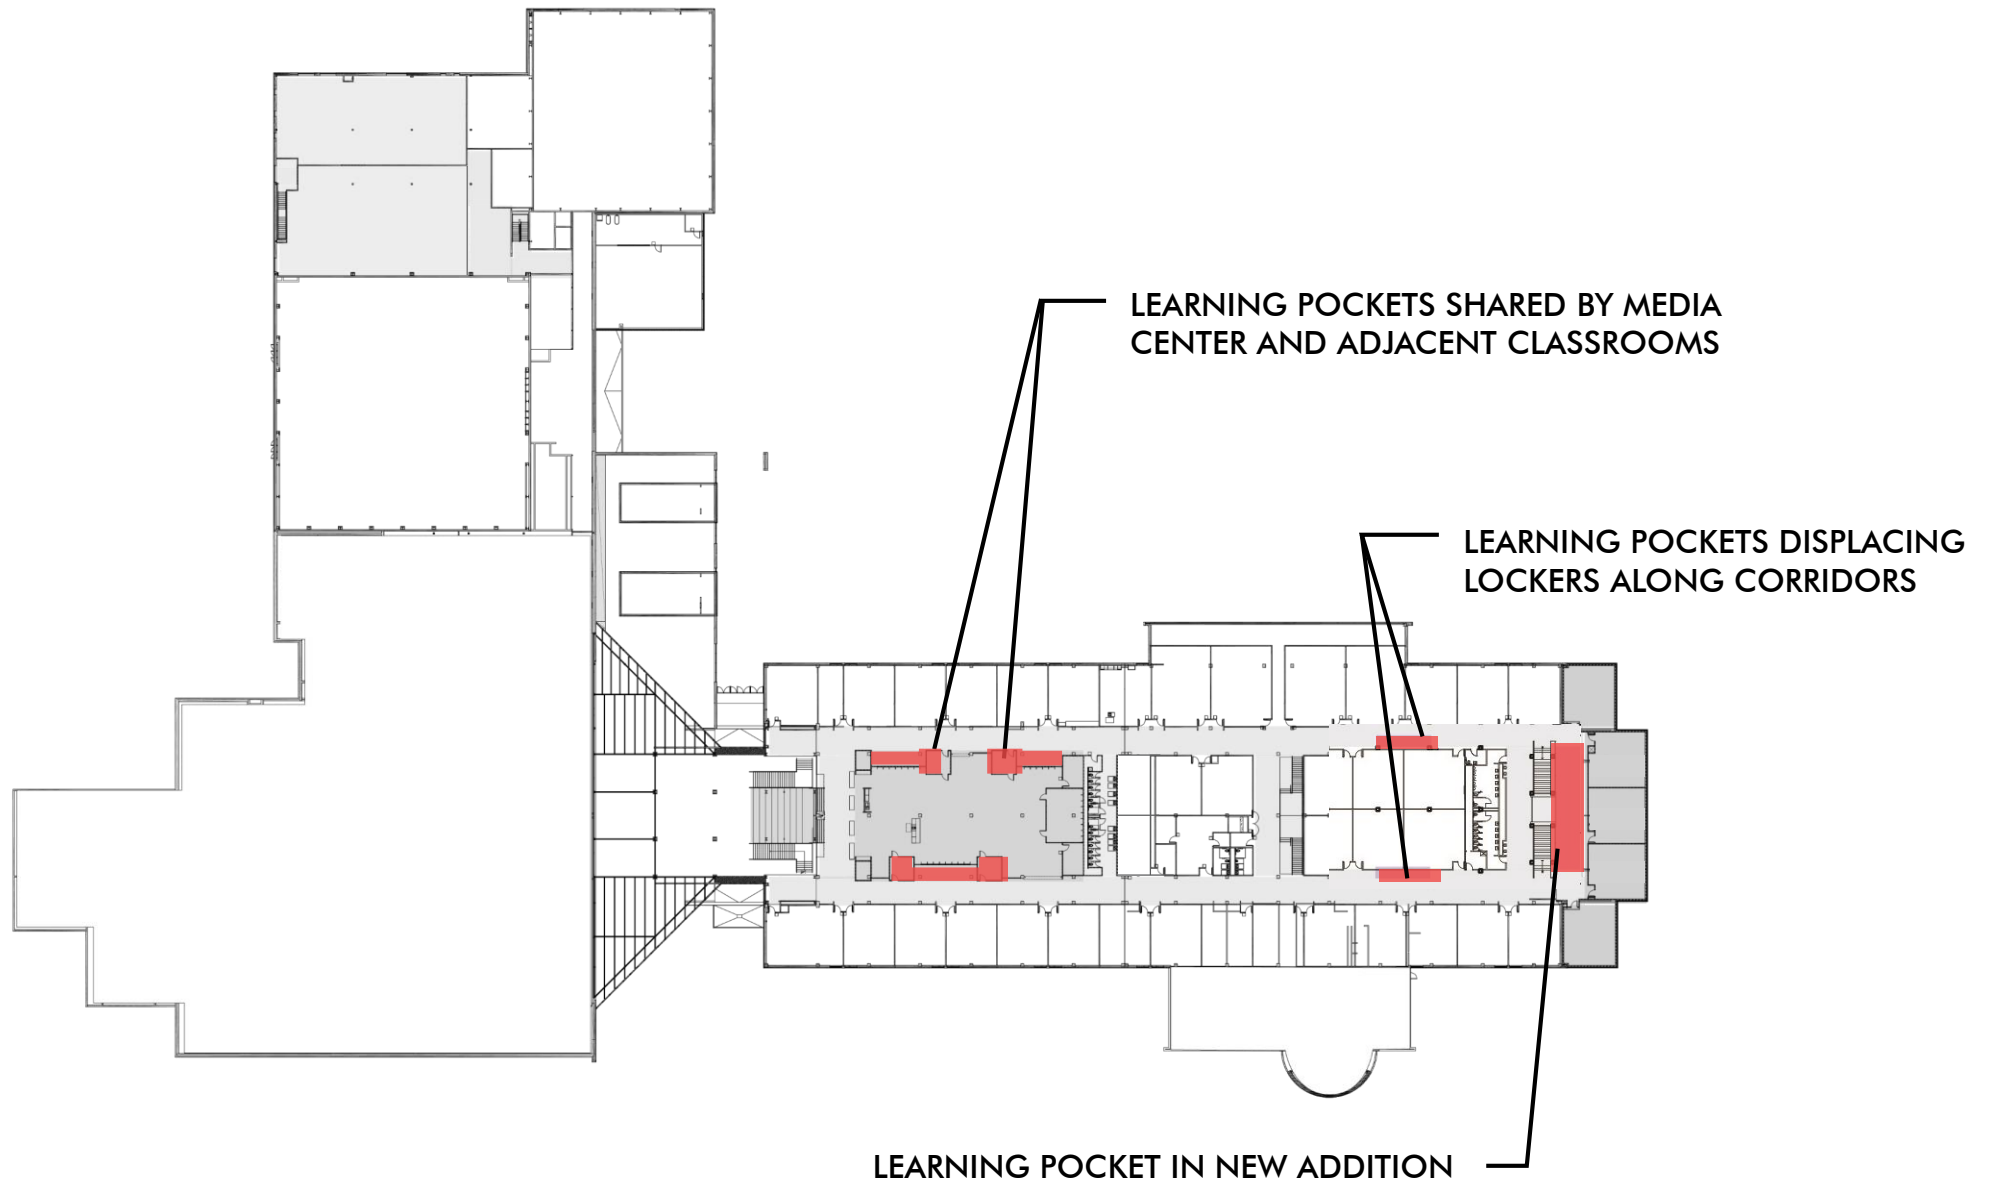 LEARNING POCKETS SHARED BY MEDIA
CENTER AND ADJACENT CLASSROOMS
LEARNING POCKETS DISPLACING
LOCKERS ALONG CORRIDORS
LEARNING POCKET IN NEW ADDITION